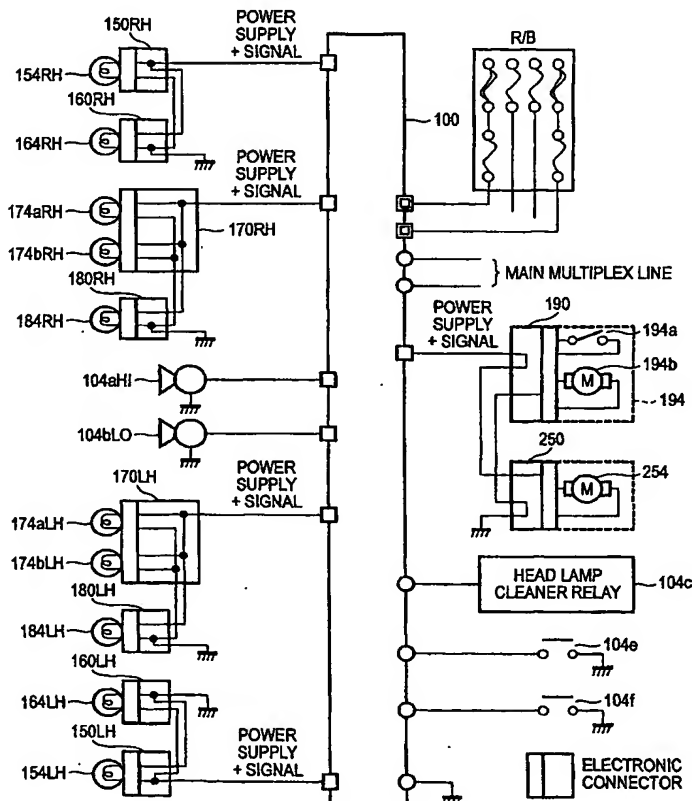 150RH
POWER
SUPPLY
+ SIGNAL
R/B
154RH
160RH
100
164RH
POWER
SUPPLY
+ SIGNAL
174aRH
170RH
174bRH
180RH
MAIN MULTIPLEX LINE
184RH
POWER
SUPPLY
+ SIGNAL
190
194a
194b
104aHI
194
M
104bLO
250
170LH
POWER
SUPPLY
+ SIGNAL
254
M
174aLH
174bLH
180LH
HEAD LAMP
CLEANER RELAY
104c
184LH
160LH
104e
164LH
104f
150LH
POWER
SUPPLY
+ SIGNAL
154LH
ELECTRONIC
CONNECTOR